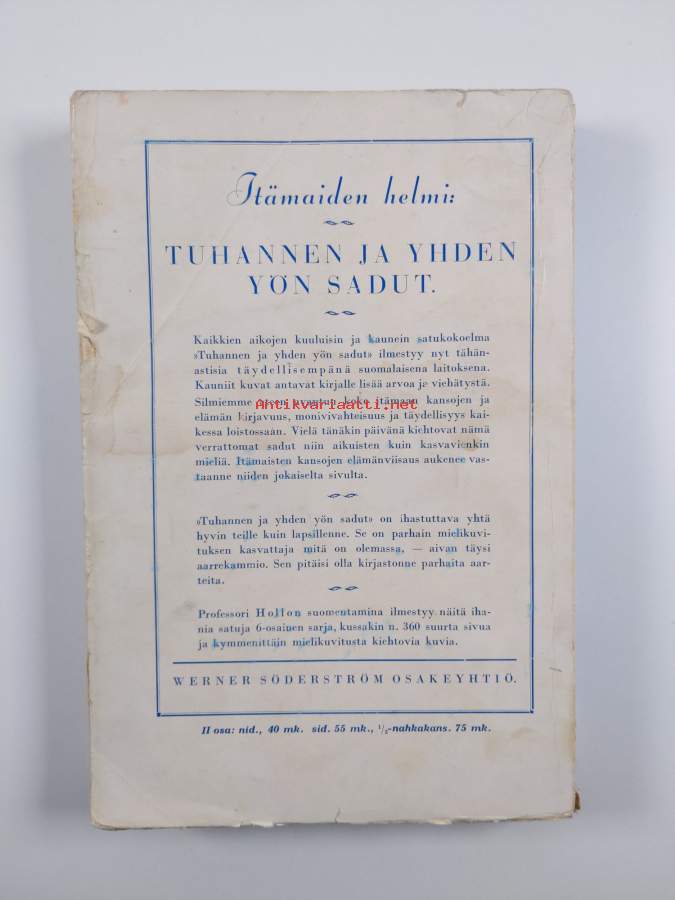 Itämaiden helmi:
TUHANNEN JA YHDEN
YÖN SADUT.
Kaikkien aikojen kuuluisin ja kaunein satukokoelma
»Tuhannen ja yhden yön sadut» ilmestyy nyt tähän-
astisia täydellisempänä suomalaisena laitoksena.
Kauniit kuvat antavat kirjalle lisää arvoa je viehätystä.
Silmiemme eteen avautuu koko itämaan kansojen ja
Antikvariaatti.net
elämän kirjavuus, monivivahteisuus ja täydellisyys kai-
kessa loistossaan. Vielä tänäkin päivänä kiehtovat nämä
verrattomat sadut niin aikuisten kuin kasvavienkin
mieliä. Itämaisten kansojen elämänviisaus aukenee vas-
taanne niiden jokaiselta sivulta.
»Tuhannen ja yhden yön sadut» on ihastuttava yhtä
hyvin teille kuin lapsillenne. Se on parhain mielikuvi-
tuksen kasvattaja mitä on olemassa, — aivan täysi
aarrekammio. Sen pitäisi olla kirjastonne parhaita aar-
teita.
Professori Hollon suomentamina ilmestyy näitä iha-
nia satuja 6-osainen sarja, kussakin n. 360 suurta sivua
ja kymmenittäin mielikuvitusta kiehtovia kuvia.
WERNER SÖDERSTRÖM OSAKEYHTIÖ.
II osa: nid., 40 mk. sid. 55 mk., 1/2-nahkakans. 75 mk.